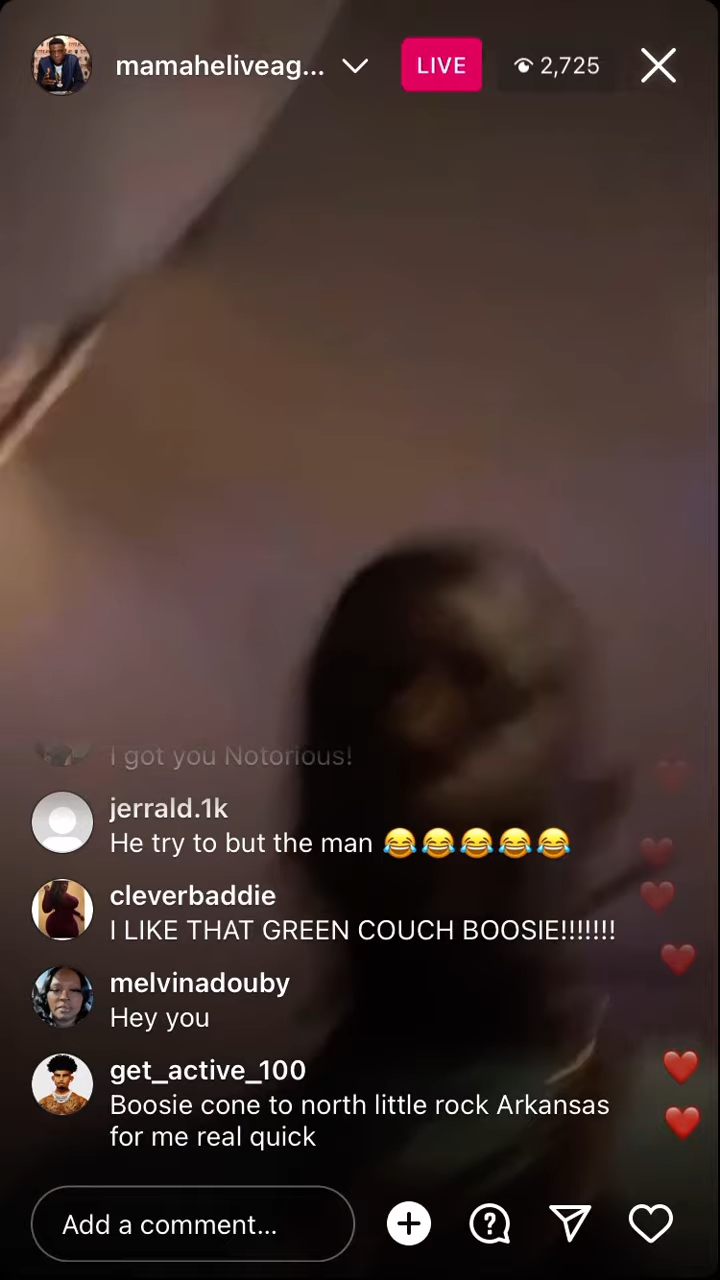 mamaheliveag...
LIVE
2,725
I got you Notorious!
jerrald.1k
He try to but the man 😂😂😂😂😂
cleverbaddie
I LIKE THAT GREEN COUCH BOOSIE!!!!!!!
melvinadouby
Hey you
get_active_100
Boosie cone to north little rock Arkansas
for me real quick
Add a comment...